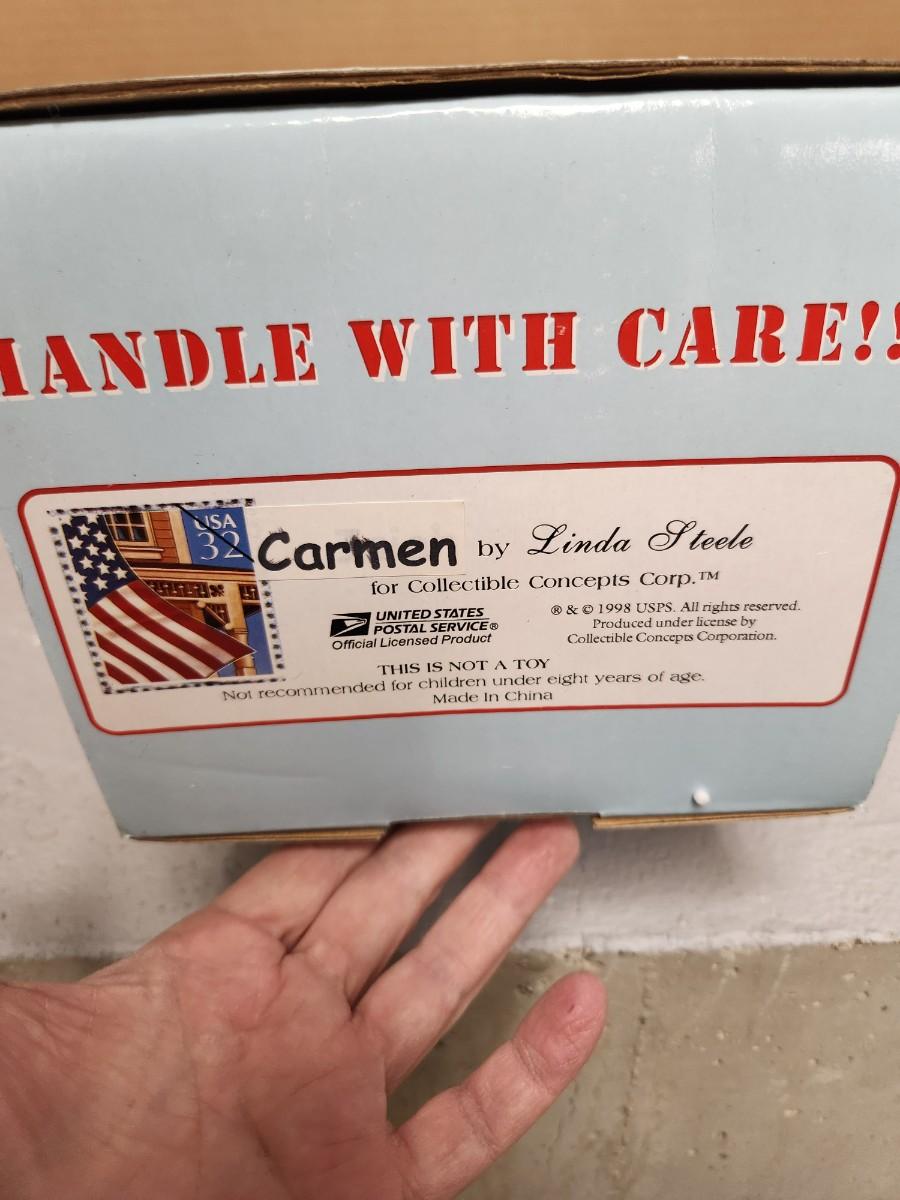 HANDLE WITH CARE!!
USA
32
Carmen by Linda Steele
for Collectible Concepts Corp.™
UNITED STATES
POSTAL SERVICE®
Official Licensed Product
® & © 1998 USPS. All rights reserved.
Produced under license by
Collectible Concepts Corporation.
THIS IS NOT A TOY
Not recommended for children under eight years of age.
Made In China